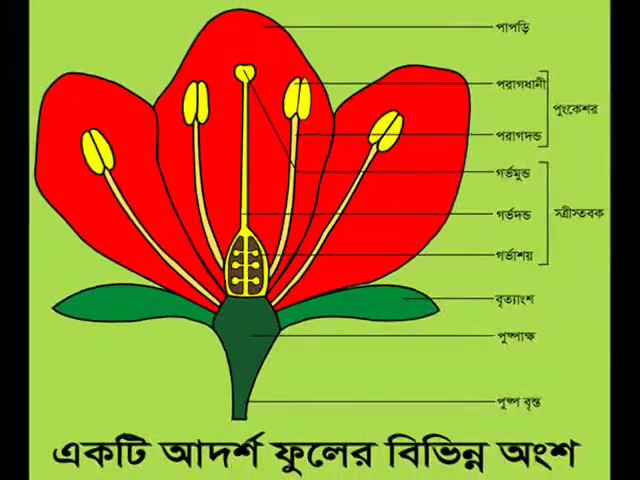 পাপড়ি
পরাগধানী
পুংকেশর
পরাগদন্ড
গর্ভমুন্ড
গর্ভদন্ড
স্ত্রীস্তবক
গর্ভাশয়
বৃত্যাংশ
পুষ্পাক্ষ
পুষ্প বৃন্ত
একটি আদর্শ ফুলের বিভিন্ন অংশ